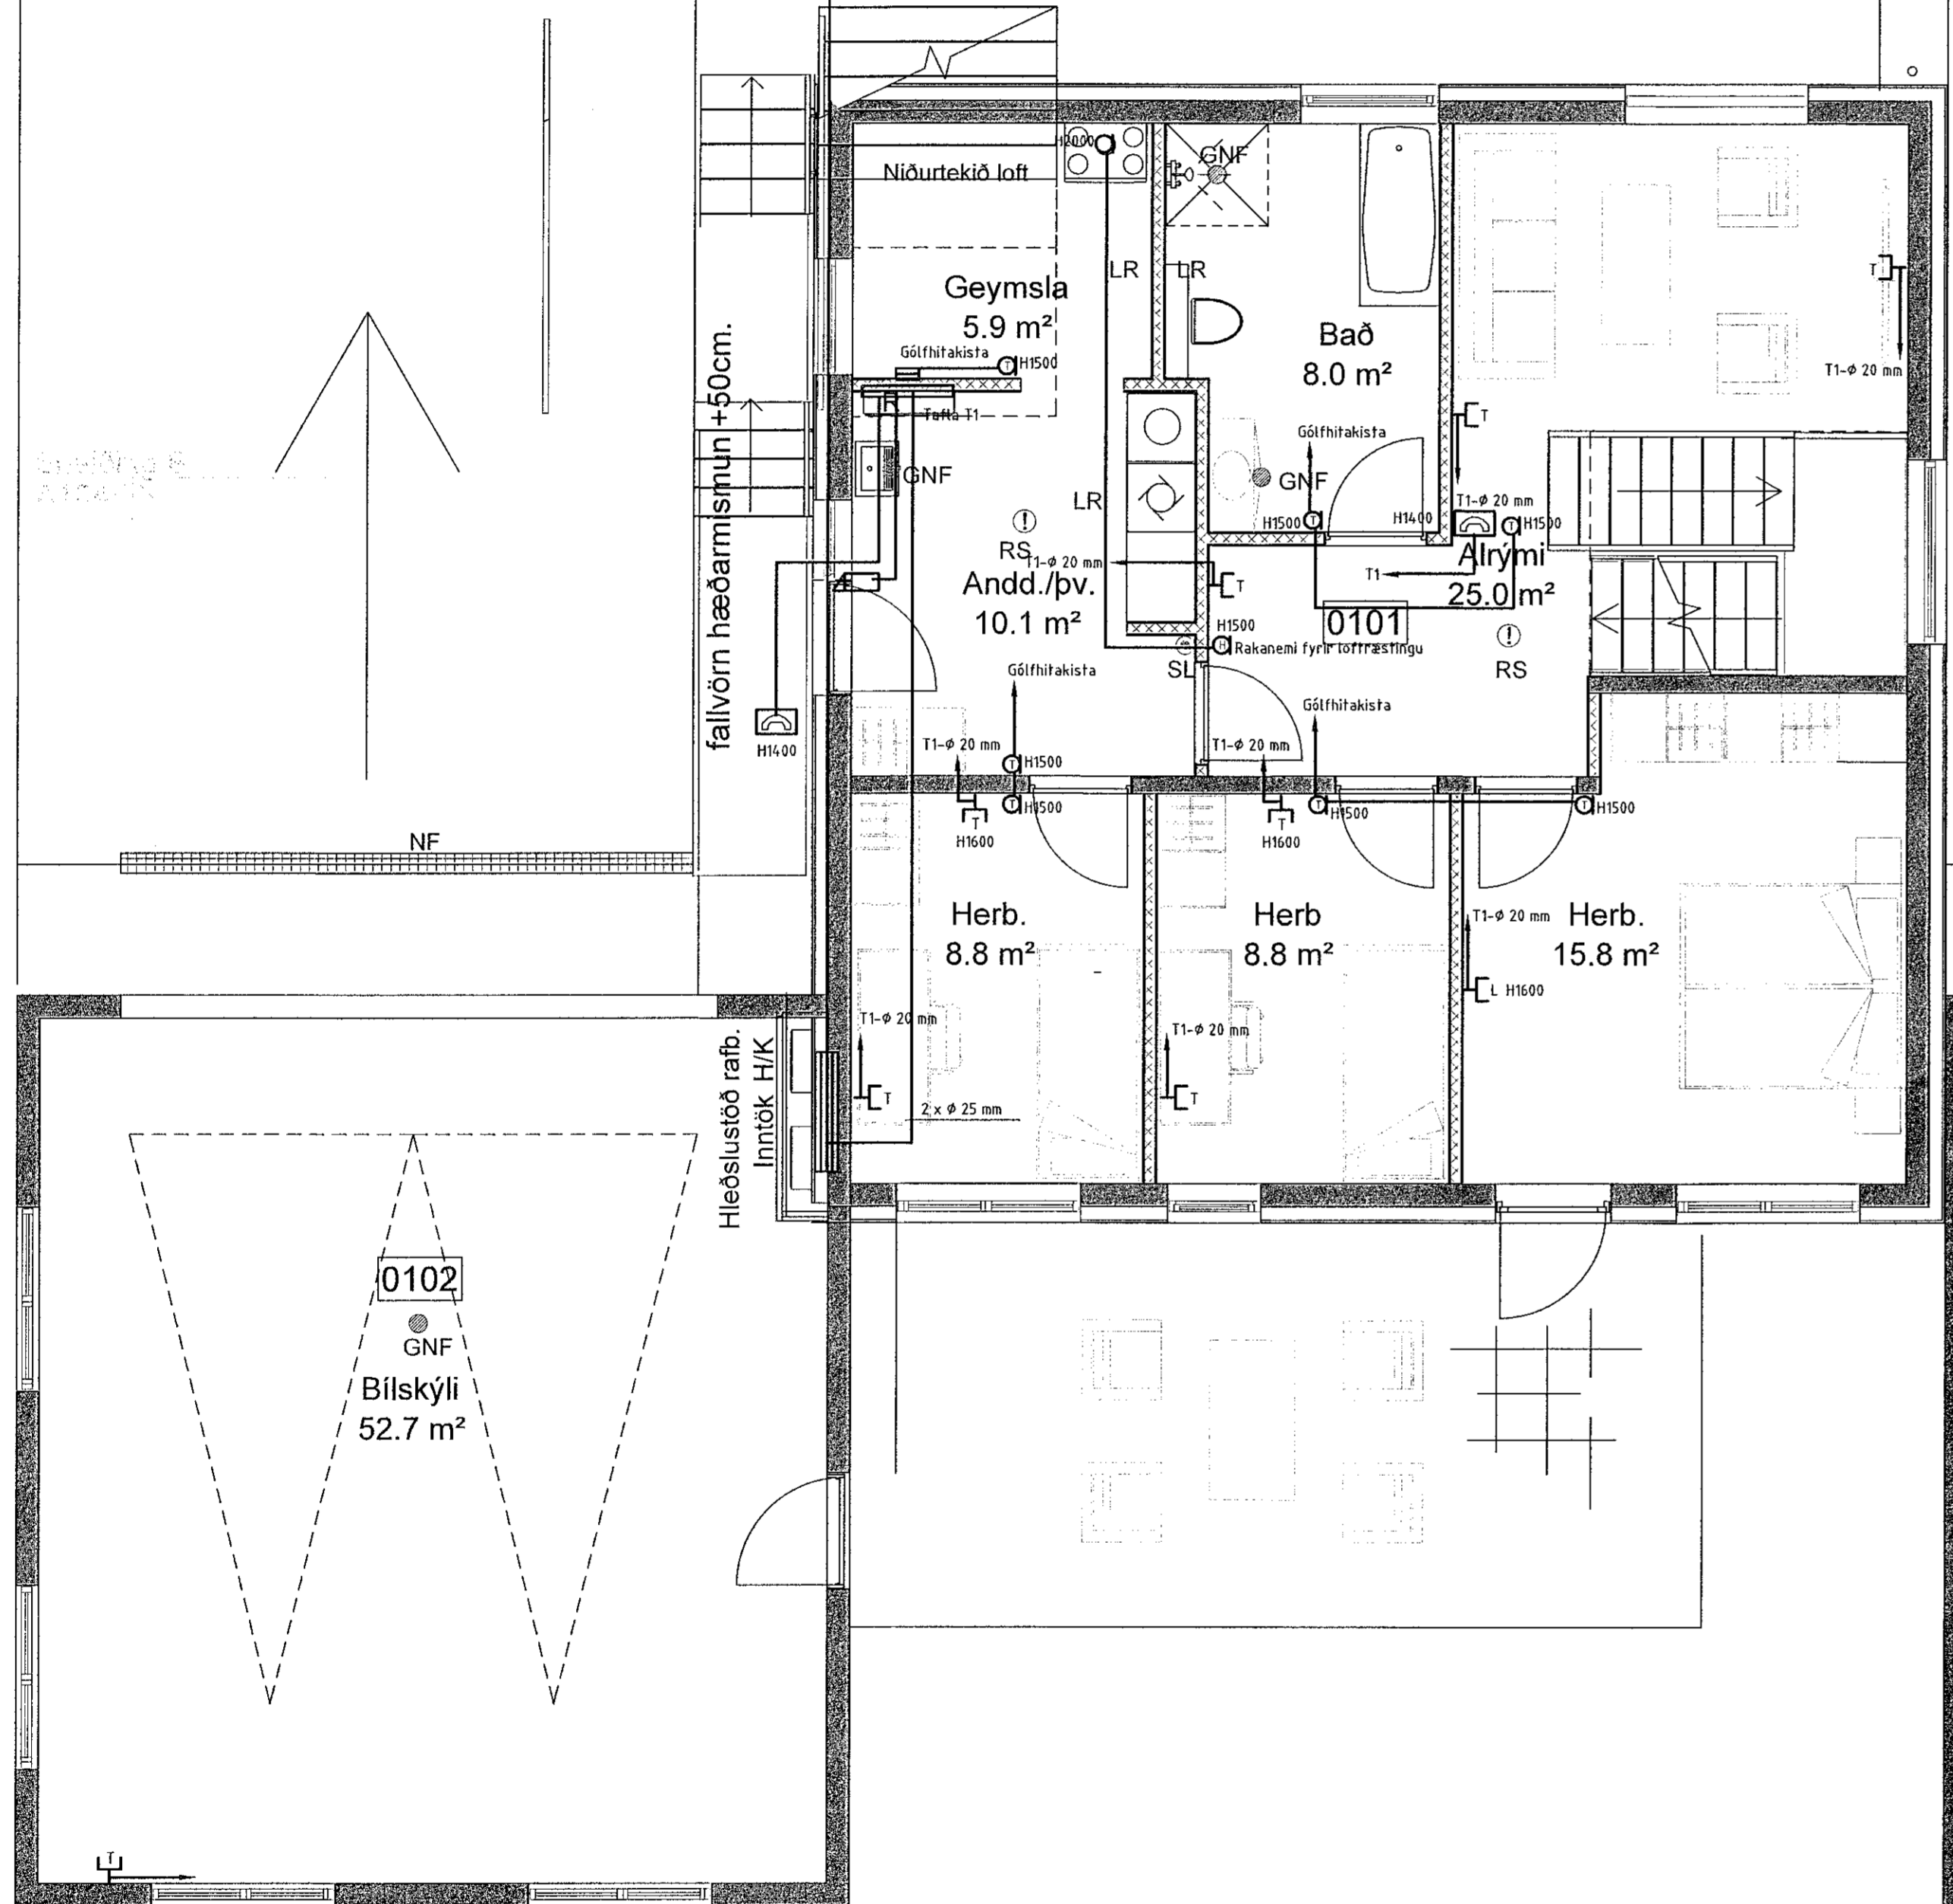 H2000
GNF
Niðurtekið loft
LR
LR
T
Geymsla
5.9 m²
Bað
8.0 m²
Gólfhitakista
T
H1500
T1-Φ 20 mm
fallvörn hæðarmismun +50cm.
Tafla T1
T
Gólfhitakista
GNF
GNF
LR
T1-Φ 20 mm
H1500
T
H1400
T
H1500
RS
Alrými
25.0 m²
T1-Φ 20 mm
T1
Andd./þv.
10.1 m²
T
H1500
0101
H
Rakanemi fyrir loftræstingu
SL
RS
Gólfhitakista
Gólfhitakista
H1400
T1-Φ 20 mm
T
H1500
T1-Φ 20 mm
T
H1500
T
H1500
T
H1500
T
H1600
T
H1600
NF
Herb.
8.8 m²
Herb
8.8 m²
T1-Φ 20 mm
Herb.
15.8 m²
L H1600
T1-Φ 20 mm
T1-Φ 20 mm
Hleðslustöð rafb.
Inntök H/K
T
T
2 x Φ 25 mm
0102
GNF
Bílskýli
52.7 m²
T